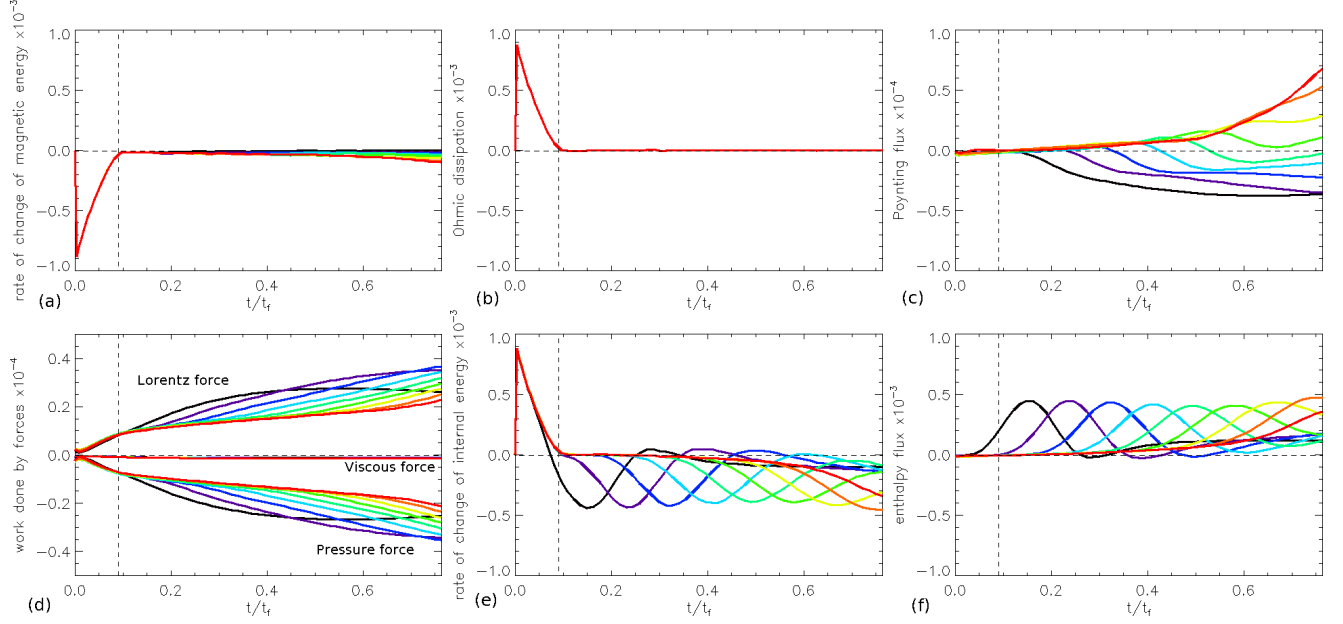 rate of change of magnetic energy ×10⁻³
1.0
0.5
0.0
−0.5
−1.0
0.0 0.2 0.4 0.6
t/t_f
(a)
Ohmic dissipation ×10⁻³
1.0
0.5
0.0
−0.5
−1.0
0.0 0.2 0.4 0.6
t/t_f
(b)
Poynting flux ×10⁻⁴
1.0
0.5
0.0
−0.5
−1.0
0.0 0.2 0.4 0.6
t/t_f
(c)
work done by forces ×10⁻⁴
0.4
0.2
0.0
−0.2
−0.4
Lorentz force
Viscous force
Pressure force
0.0 0.2 0.4 0.6
t/t_f
(d)
rate of change of internal energy ×10⁻³
1.0
0.5
0.0
−0.5
−1.0
0.0 0.2 0.4 0.6
t/t_f
(e)
enthalpy flux ×10⁻³
1.0
0.5
0.0
−0.5
−1.0
0.0 0.2 0.4 0.6
t/t_f
(f)